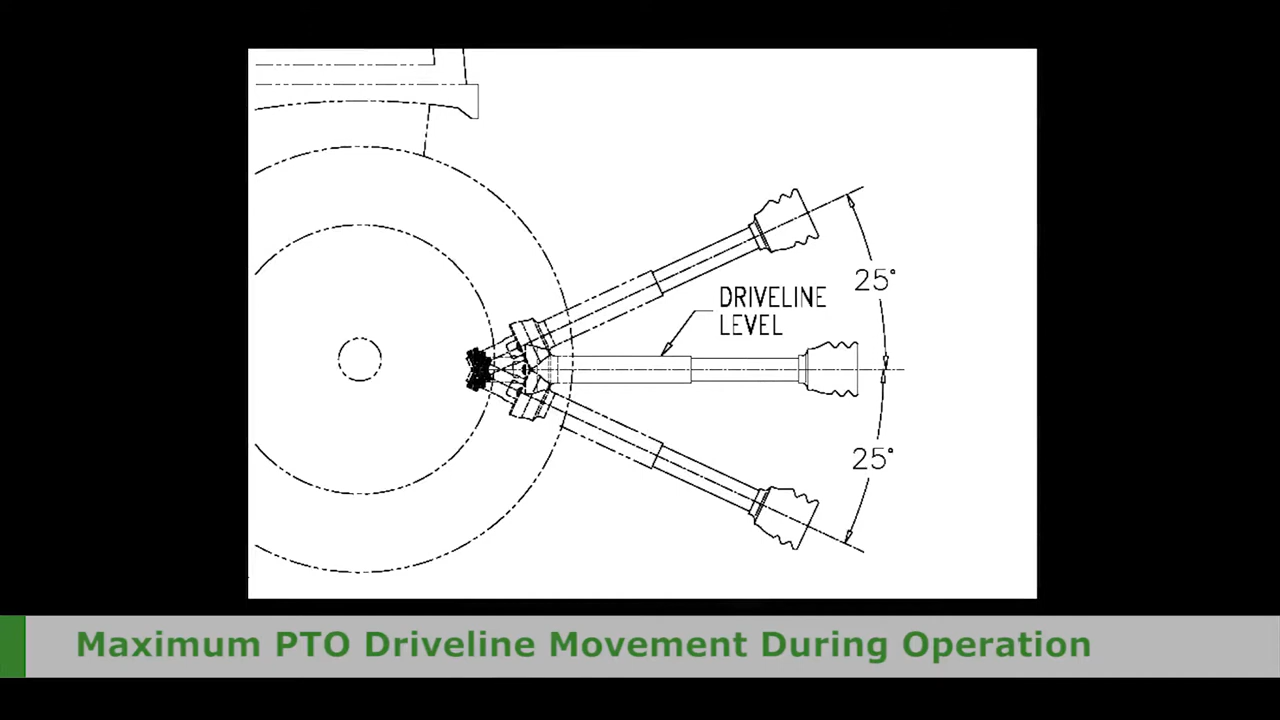 25°
DRIVELINE
LEVEL
25°
Maximum PTO Driveline Movement During Operation